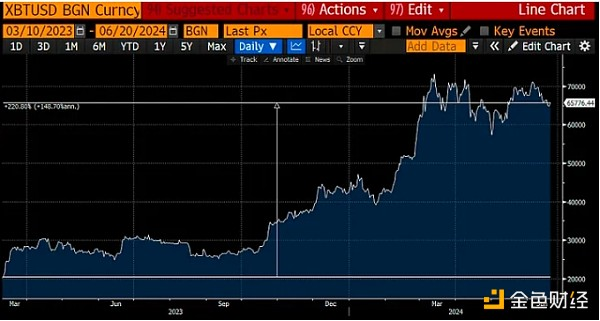 XBTUSD BGN Curncy 94) Suggested Charts 96) Actions 97) Edit Line Chart
03/10/2023 - 06/20/2024 BGN Last Px Local CCY Mov Avgs Key Events
1D 3D 1M 6M YTD 1Y 5Y Max Daily Add Data Edit Chart
Track Annotate News Zoom
70000
+220.80% (+148.70%ann.)
65776.44
60000
50000
40000
30000
20000
Mar Jun Sep Dec Mar
2023 2024
金色财经